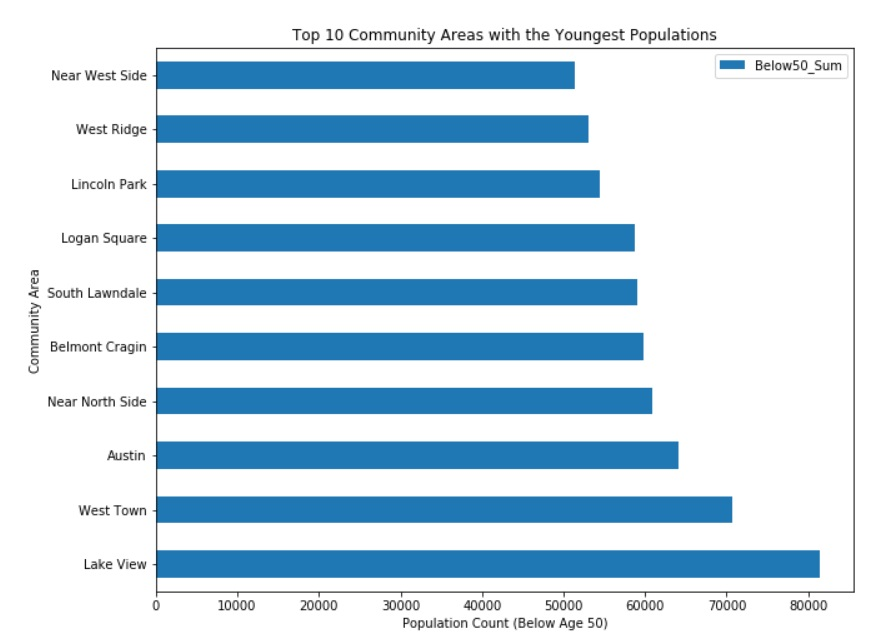 Top 10 Community Areas with the Youngest Populations
Below50_Sum
Community Area
Near West Side
West Ridge
Lincoln Park
Logan Square
South Lawndale
Belmont Cragin
Near North Side
Austin
West Town
Lake View
0 10000 20000 30000 40000 50000 60000 70000 80000
Population Count (Below Age 50)